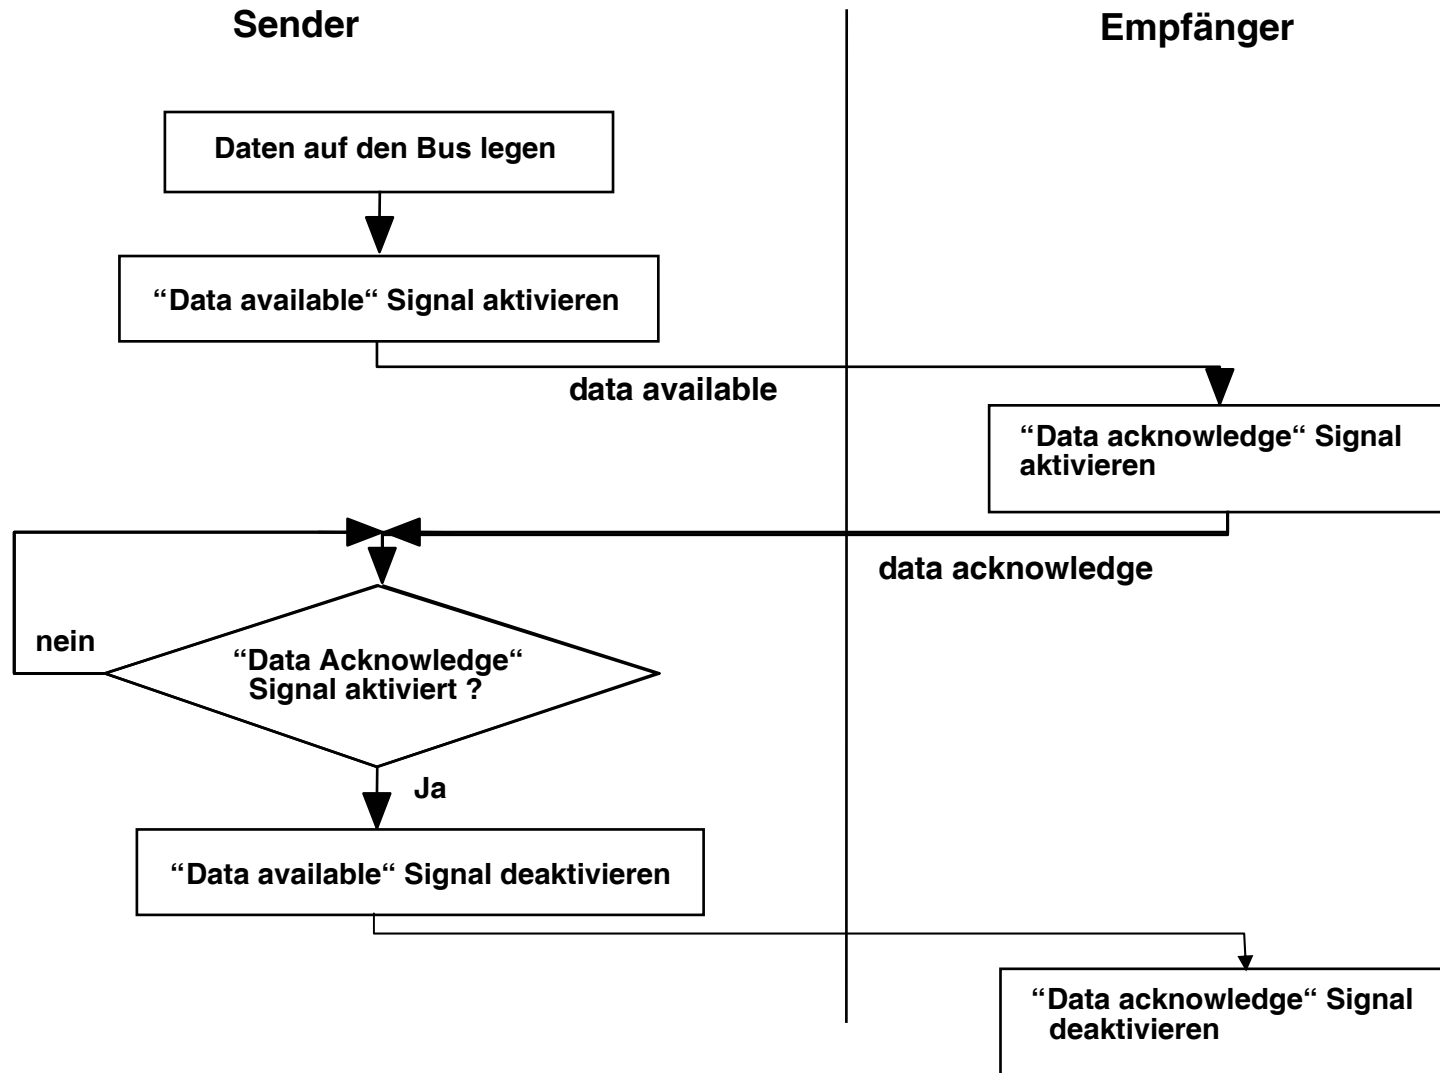 Sender
Empfänger
Daten auf den Bus legen
“Data available“ Signal aktivieren
data available
“Data acknowledge“ Signal
aktivieren
data acknowledge
nein
“Data Acknowledge“
Signal aktiviert ?
Ja
“Data available“ Signal deaktivieren
“Data acknowledge“ Signal
deaktivieren